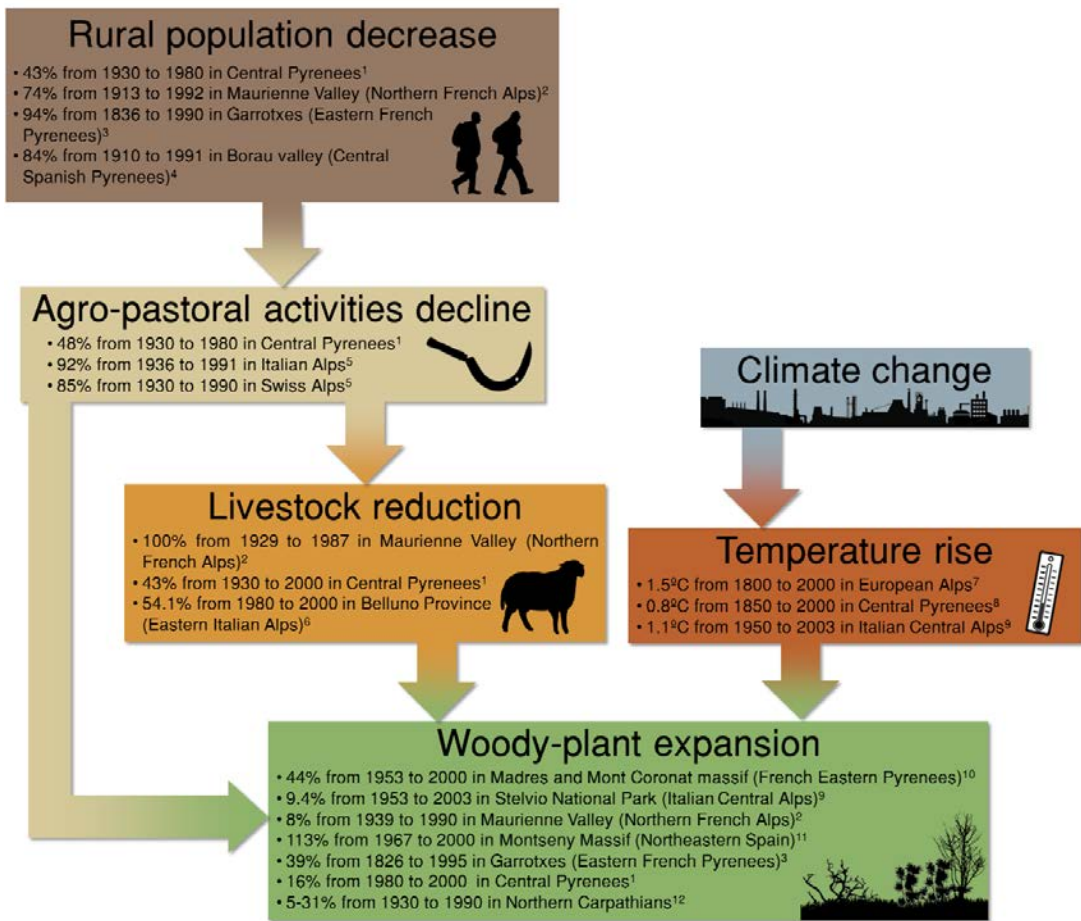 Rural population decrease
• 43% from 1930 to 1980 in Central Pyrenees¹
• 74% from 1913 to 1992 in Maurienne Valley (Northern French Alps)²
• 94% from 1836 to 1990 in Garrotxes (Eastern French
Pyrenees)³
• 84% from 1910 to 1991 in Borau valley (Central
Spanish Pyrenees)⁴
Agro-pastoral activities decline
• 48% from 1930 to 1980 in Central Pyrenees¹
• 92% from 1936 to 1991 in Italian Alps⁵
• 85% from 1930 to 1990 in Swiss Alps⁵
Climate change
Livestock reduction
• 100% from 1929 to 1987 in Maurienne Valley (Northern
French Alps)²
• 43% from 1930 to 2000 in Central Pyrenees¹
• 54.1% from 1980 to 2000 in Belluno Province
(Eastern Italian Alps)⁶
Temperature rise
• 1.5ºC from 1800 to 2000 in European Alps⁷
• 0.8ºC from 1850 to 2000 in Central Pyrenees⁸
• 1.1ºC from 1950 to 2003 in Italian Central Alps⁹
Woody-plant expansion
• 44% from 1953 to 2000 in Madres and Mont Coronat massif (French Eastern Pyrenees)¹⁰
• 9.4% from 1953 to 2003 in Stelvio National Park (Italian Central Alps)⁹
• 8% from 1939 to 1990 in Maurienne Valley (Northern French Alps)²
• 113% from 1967 to 2000 in Montseny Massif (Northeastern Spain)¹¹
• 39% from 1826 to 1995 in Garrotxes (Eastern French Pyrenees)³
• 16% from 1980 to 2000 in Central Pyrenees¹
• 5-31% from 1930 to 1990 in Northern Carpathians¹²